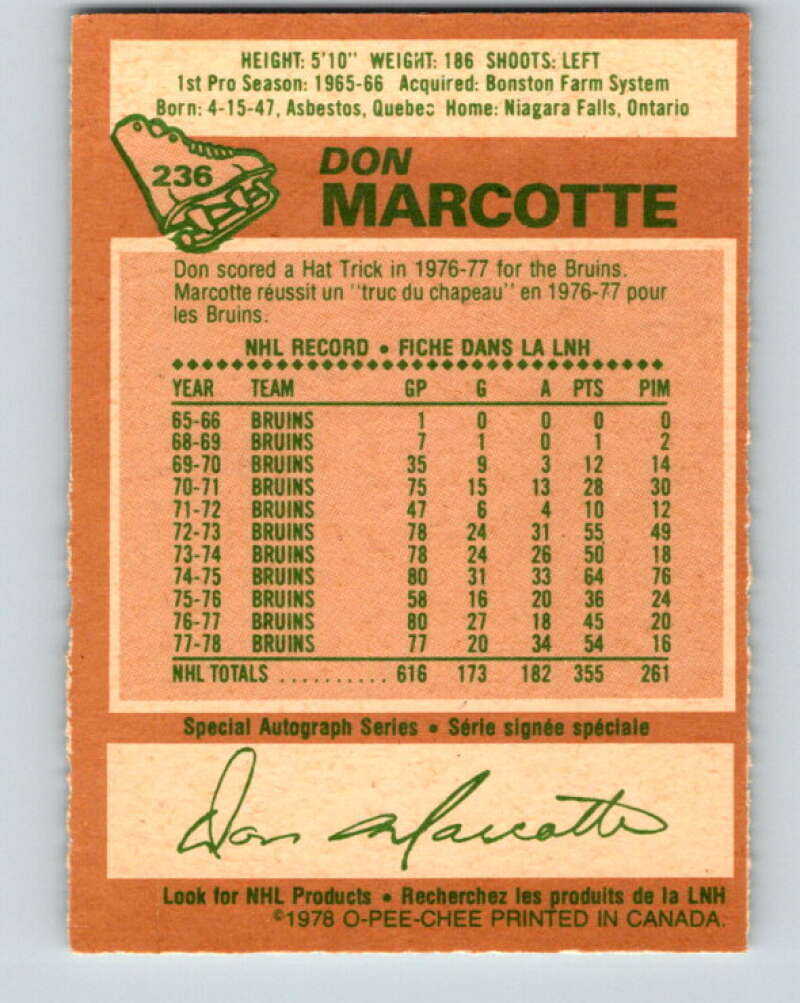 HEIGHT: 5'10" WEIGHT: 186 SHOOTS: LEFT
1st Pro Season: 1965-66 Acquired: Bonston Farm System
Born: 4-15-47, Asbestos, Quebec Home: Niagara Falls, Ontario
236
DON
MARCOTTE
Don scored a Hat Trick in 1976-77 for the Bruins.
Marcotte réussit un "truc du chapeau" en 1976-77 pour
les Bruins.
NHL RECORD • FICHE DANS LA LNH
YEAR TEAM GP G A PTS PIM
65-66 BRUINS 1 0 0 0 0
68-69 BRUINS 7 1 0 1 2
69-70 BRUINS 35 9 3 12 14
70-71 BRUINS 75 15 13 28 30
71-72 BRUINS 47 6 4 10 12
72-73 BRUINS 78 24 31 55 49
73-74 BRUINS 78 24 26 50 18
74-75 BRUINS 80 31 33 64 76
75-76 BRUINS 58 16 20 36 24
76-77 BRUINS 80 27 18 45 20
77-78 BRUINS 77 20 34 54 16
NHL TOTALS .......... 616 173 182 355 261
Special Autograph Series • Série signée spéciale
Don Marcotte
Look for NHL Products • Recherchez les produits de la LNH
©1978 O-PEE-CHEE PRINTED IN CANADA.